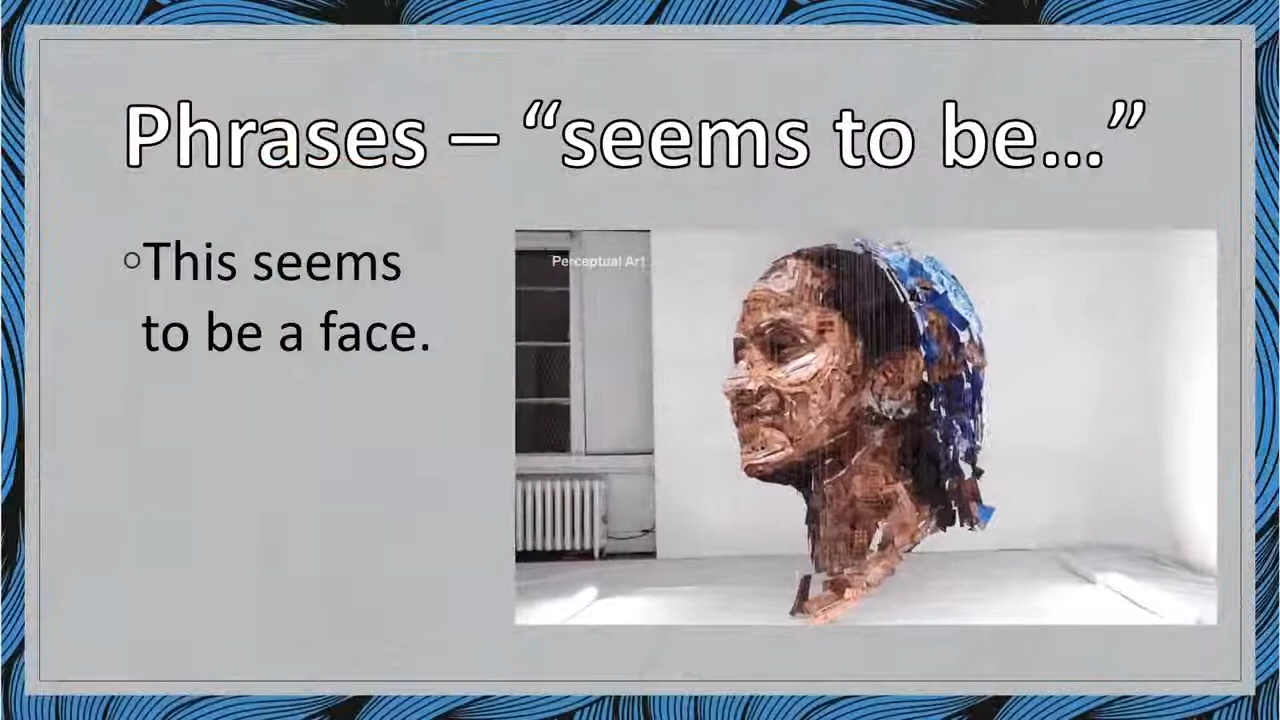 Phrases – “seems to be…”
Perceptual Art
◦This seems
to be a face.